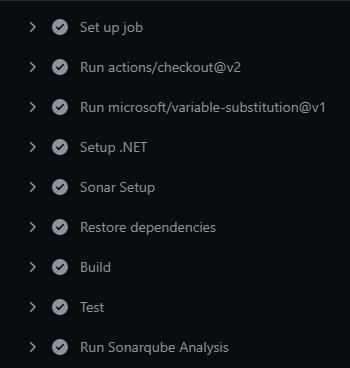 Set up job
Run actions/checkout@v2
Run microsoft/variable-substitution@v1
Setup .NET
Sonar Setup
Restore dependencies
Build
Test
Run Sonarqube Analysis